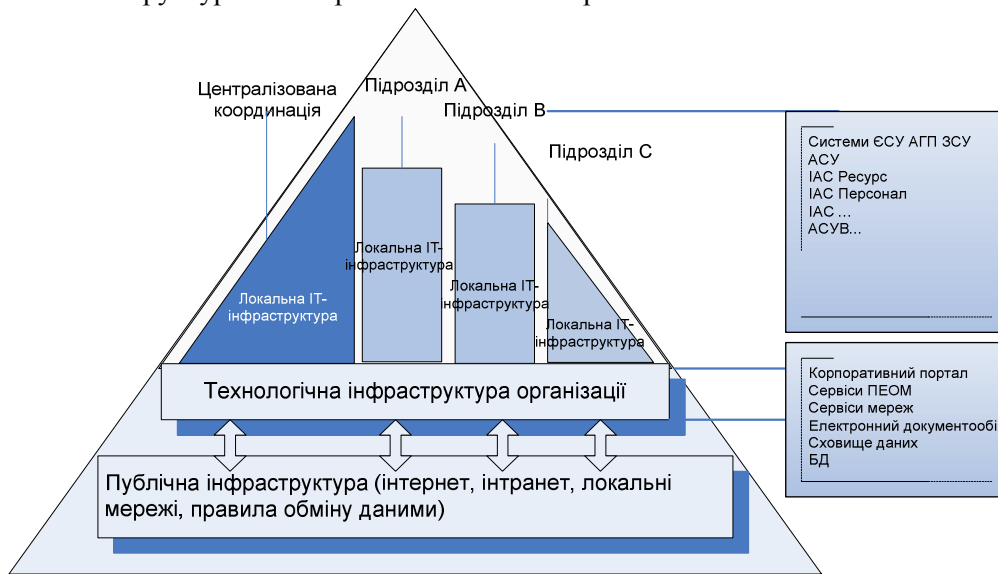 Централізована
координація
Підрозділ А
Підрозділ В
Підрозділ С
Локальна ІТ-
інфраструктура
Локальна ІТ-
інфраструктура
Локальна ІТ-
інфраструктура
Локальна ІТ-
інфраструктура
Технологічна інфраструктура організації
Публічна інфраструктура (інтернет, інтранет, локальні
мережі, правила обміну даними)
Системи ЄСУ АГП ЗСУ
АСУ
ІАС Ресурс
ІАС Персонал
ІАС ...
АСУВ...
Корпоративний портал
Сервіси ПЕОМ
Сервіси мереж
Електронний документообі
Сховище даних
БД